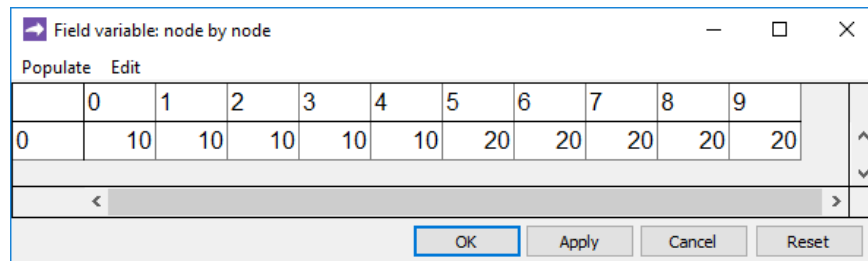 Field variable: node by node
Populate Edit
0 1 2 3 4 5 6 7 8 9
0 10 10 10 10 10 20 20 20 20 20
OK Apply Cancel Reset